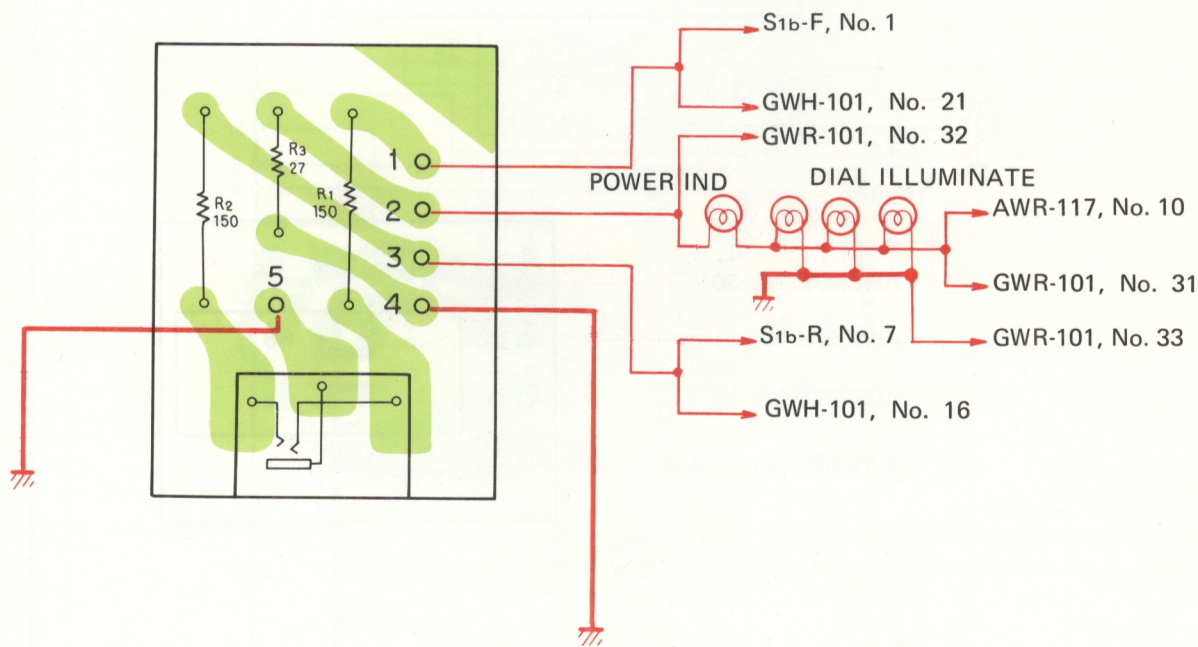 S1b-F, No. 1
GWH-101, No. 21
GWR-101, No. 32
POWER IND
DIAL ILLUMINATE
AWR-117, No. 10
GWR-101, No. 31
GWR-101, No. 33
S1b-R, No. 7
GWH-101, No. 16
R3
27
R2
150
R1
150
1
2
3
4
5